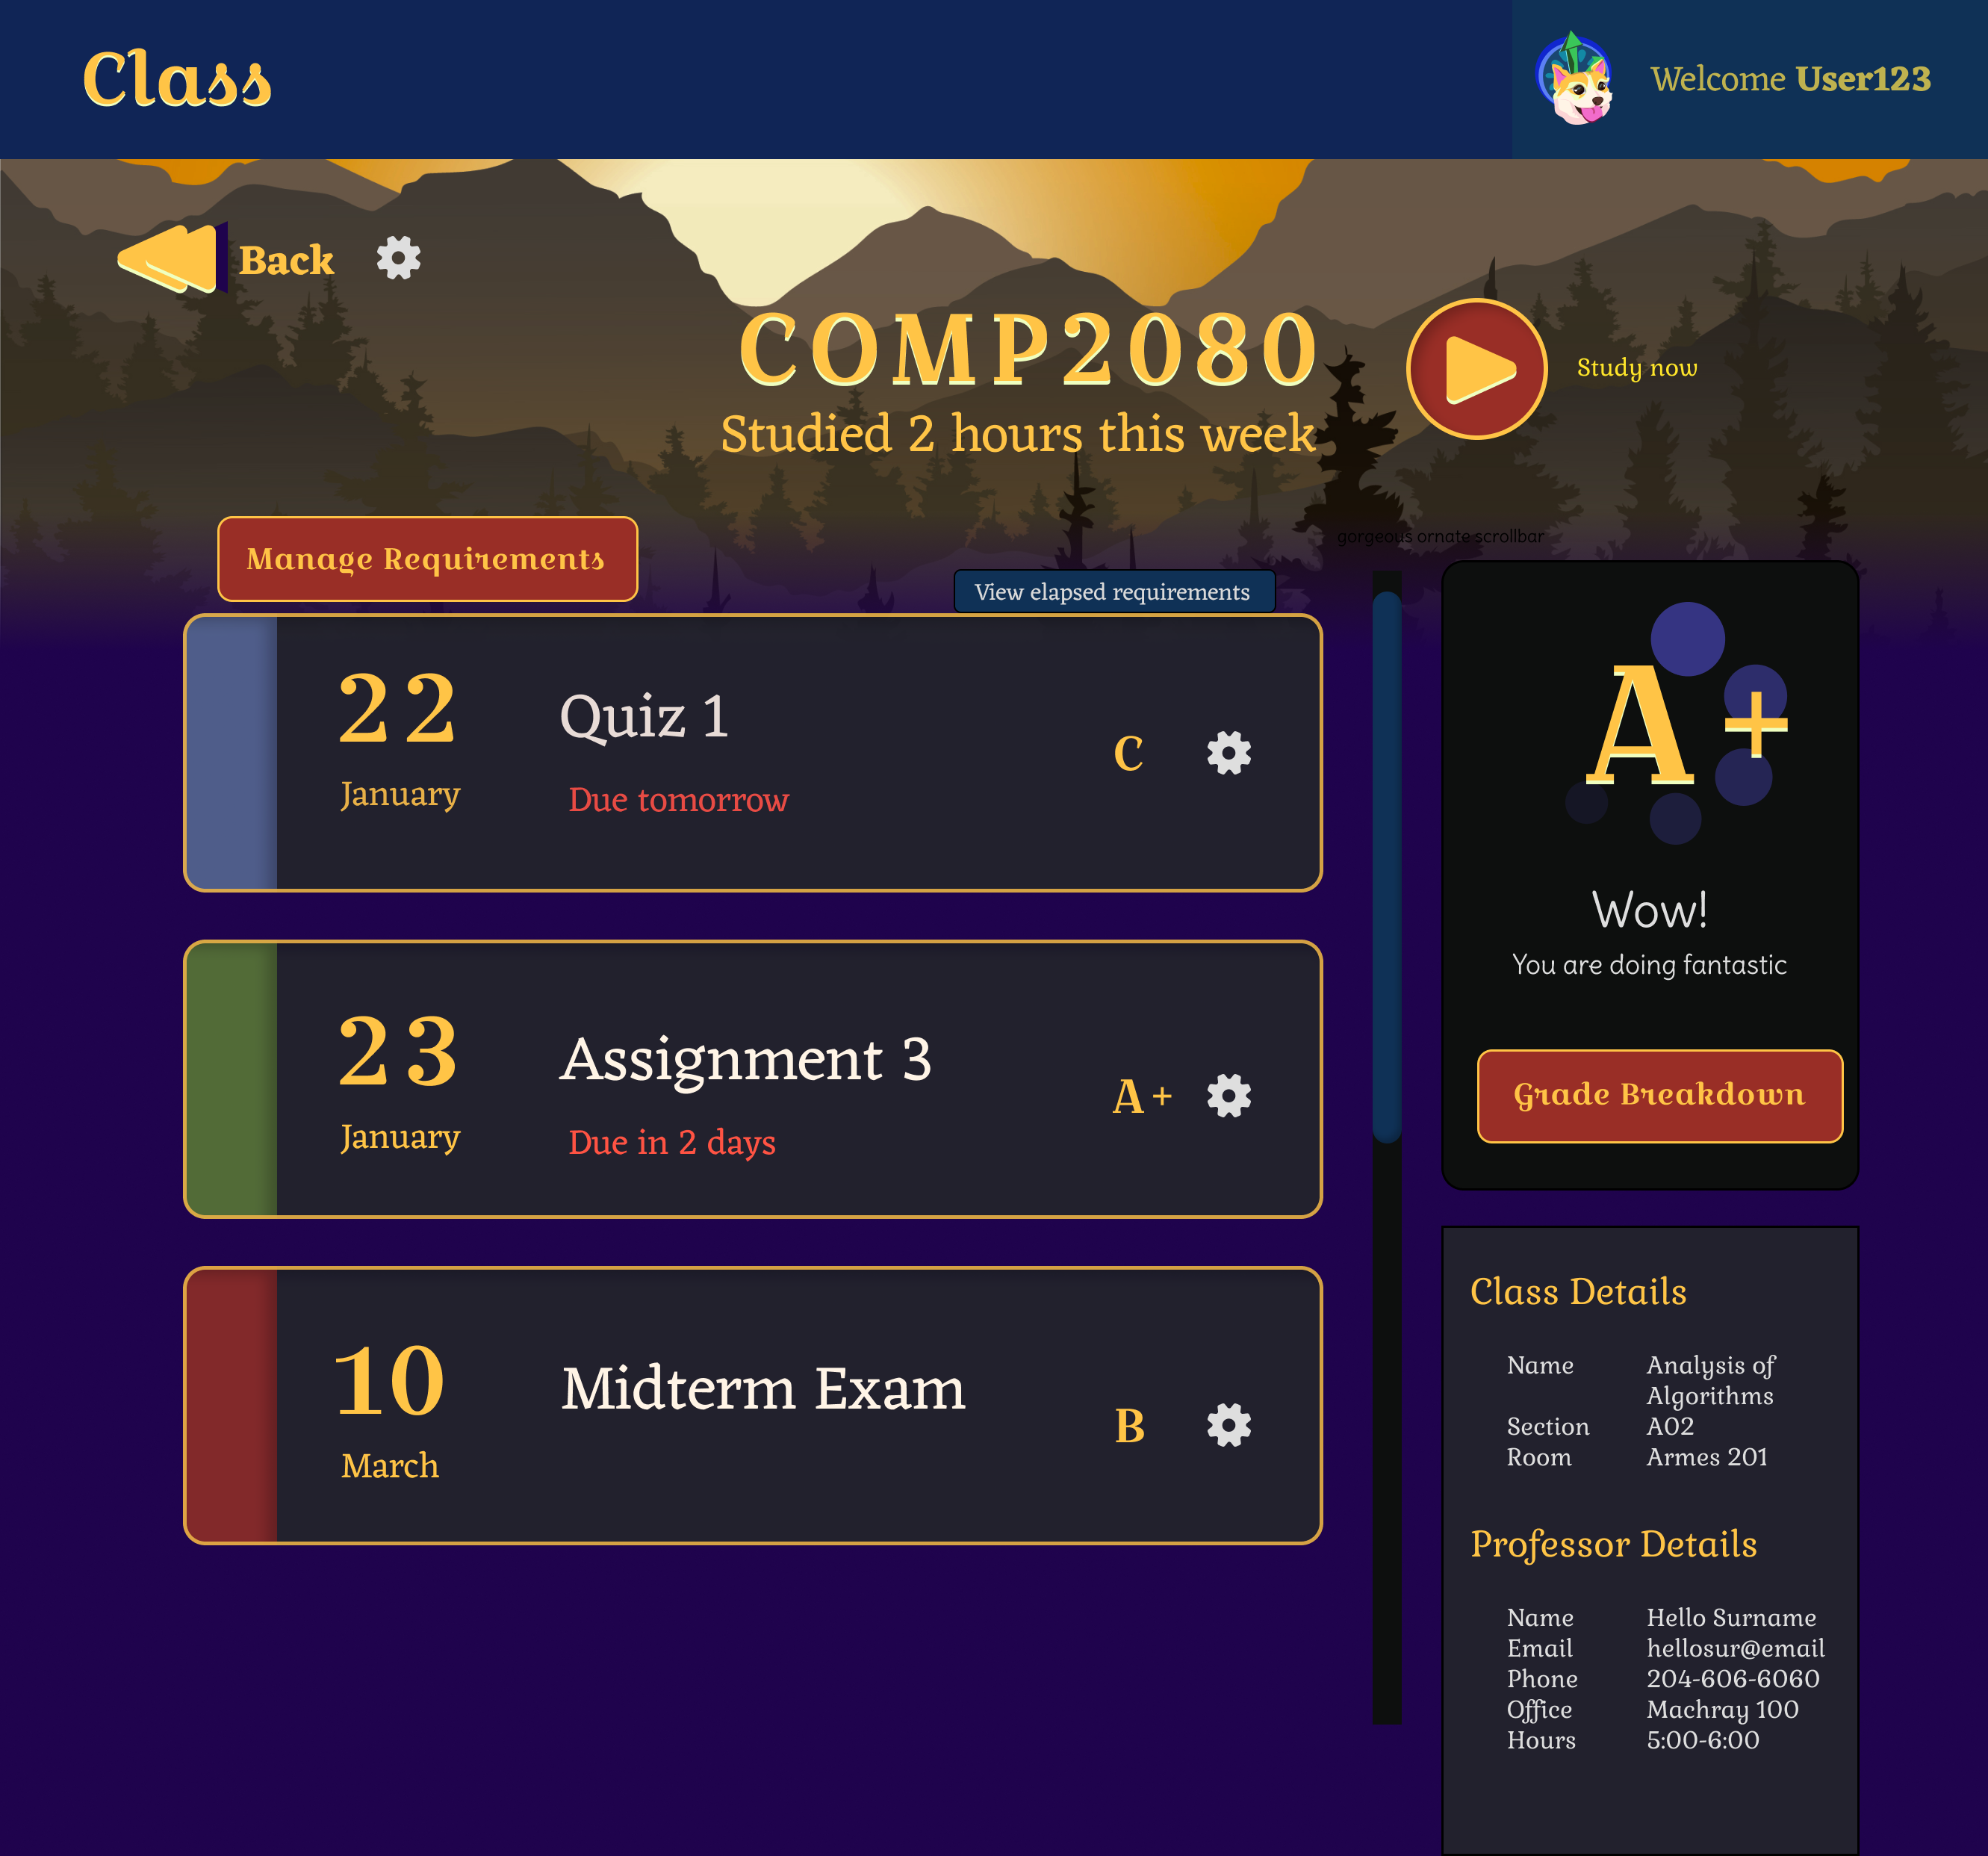 Class
Welcome User123
Back
COMP2080
Studied 2 hours this week
Study now
gorgeous ornate scrollbar
Manage Requirements
View elapsed requirements
22
January
Quiz 1
Due tomorrow
C
23
January
Assignment 3
Due in 2 days
A+
10
March
Midterm Exam
B
A+
Wow!
You are doing fantastic
Grade Breakdown
Class Details
Name Analysis of
Algorithms
Section A02
Room Armes 201
Professor Details
Name Hello Surname
Email hellosur@email
Phone 204-606-6060
Office Machray 100
Hours 5:00-6:00